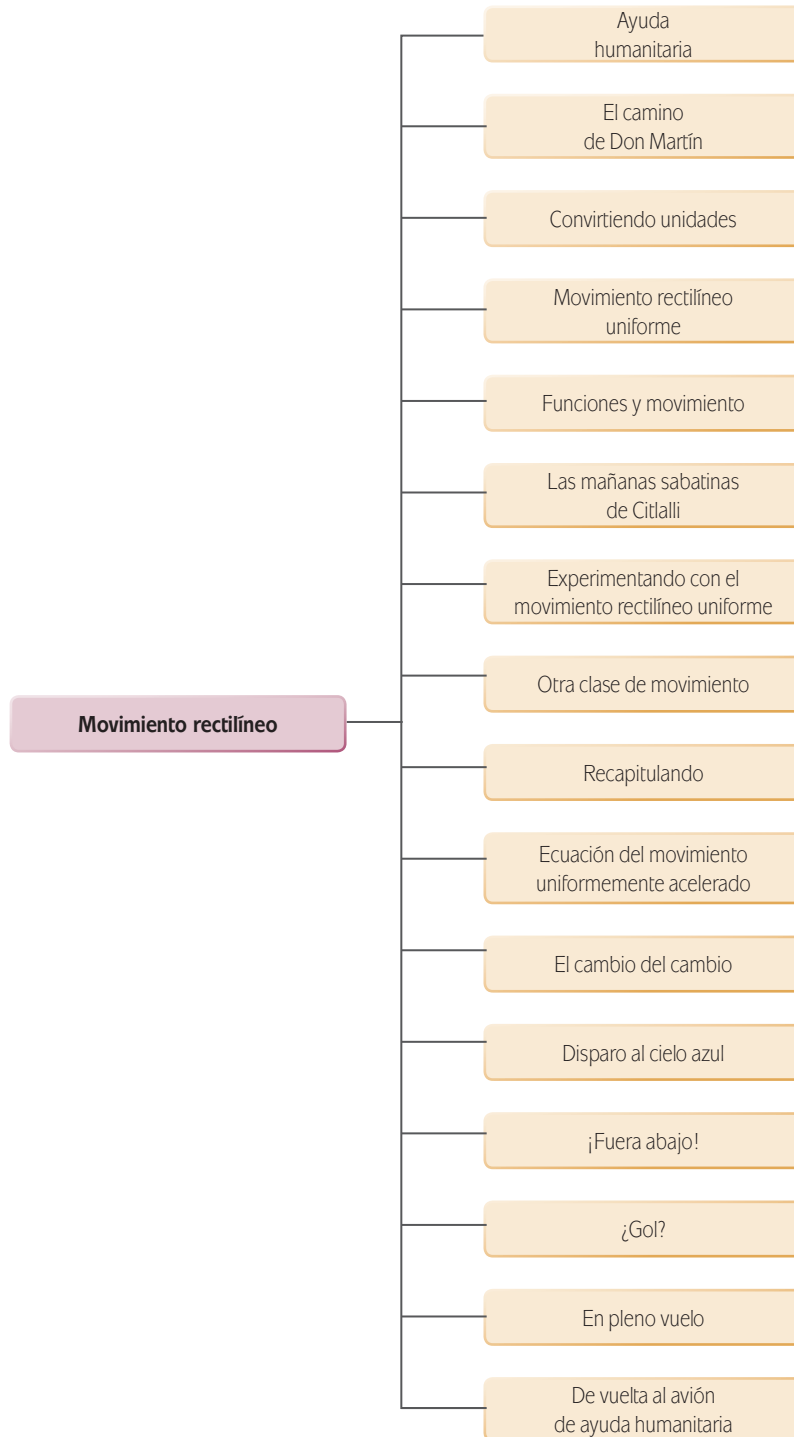 Ayuda
humanitaria
El camino
de Don Martín
Convirtiendo unidades
Movimiento rectilíneo
uniforme
Funciones y movimiento
Las mañanas sabatinas
de Citlalli
Experimentando con el
movimiento rectilíneo uniforme
Otra clase de movimiento
Movimiento rectilíneo
Recapitulando
Ecuación del movimiento
uniformemente acelerado
El cambio del cambio
Disparo al cielo azul
¡Fuera abajo!
¿Gol?
En pleno vuelo
De vuelta al avión
de ayuda humanitaria